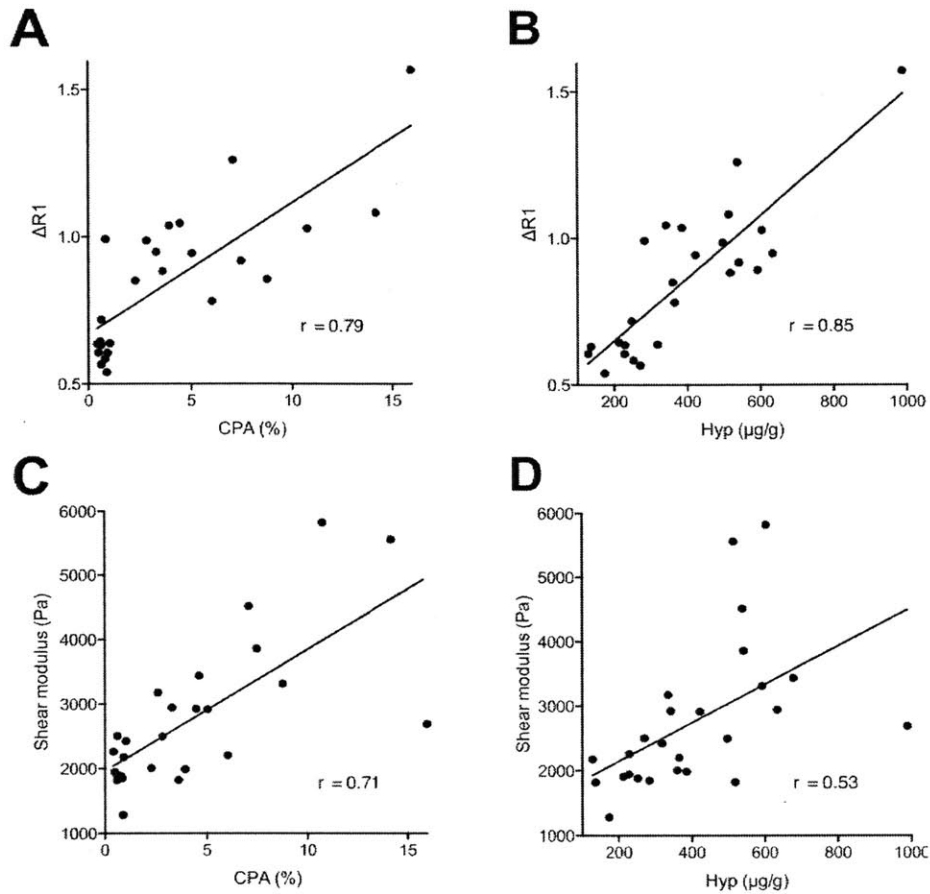 A
1.5
1.0
0.5
ΔR1
r = 0.79
0
5
10
15
CPA (%)
B
1.5
1.0
0.5
ΔR1
r = 0.85
200
400
600
800
1000
Hyp (µg/g)
C
6000
5000
4000
3000
2000
1000
Shear modulus (Pa)
r = 0.71
0
5
10
15
CPA (%)
D
6000
5000
4000
3000
2000
1000
Shear modulus (Pa)
r = 0.53
200
400
600
800
1000
Hyp (µg/g)